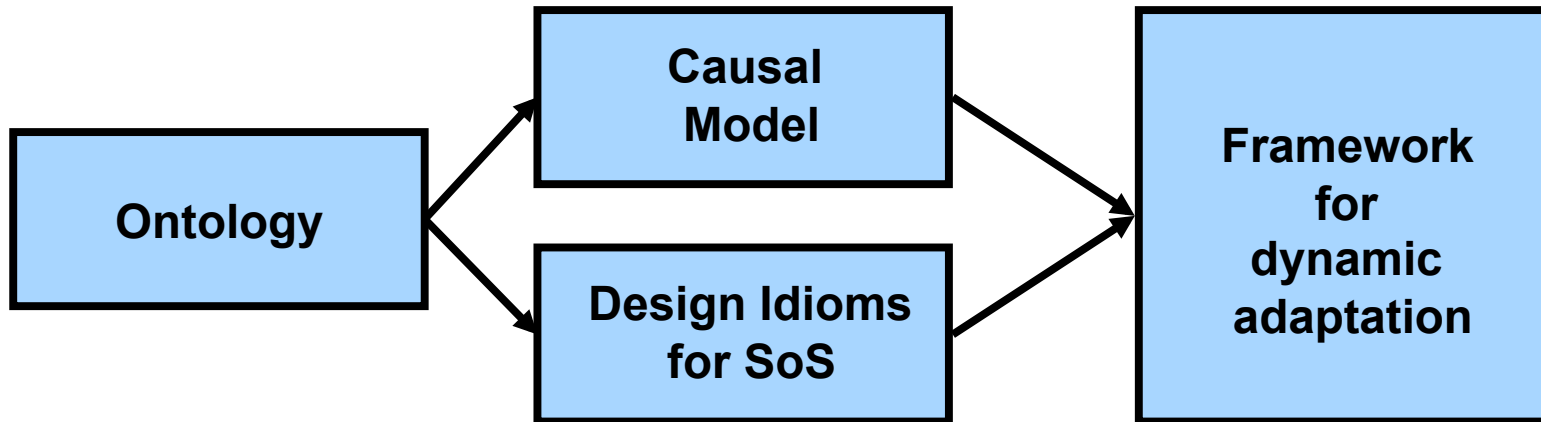 Ontology
Causal
Model
Design Idioms
for SoS
Framework
for
dynamic
adaptation